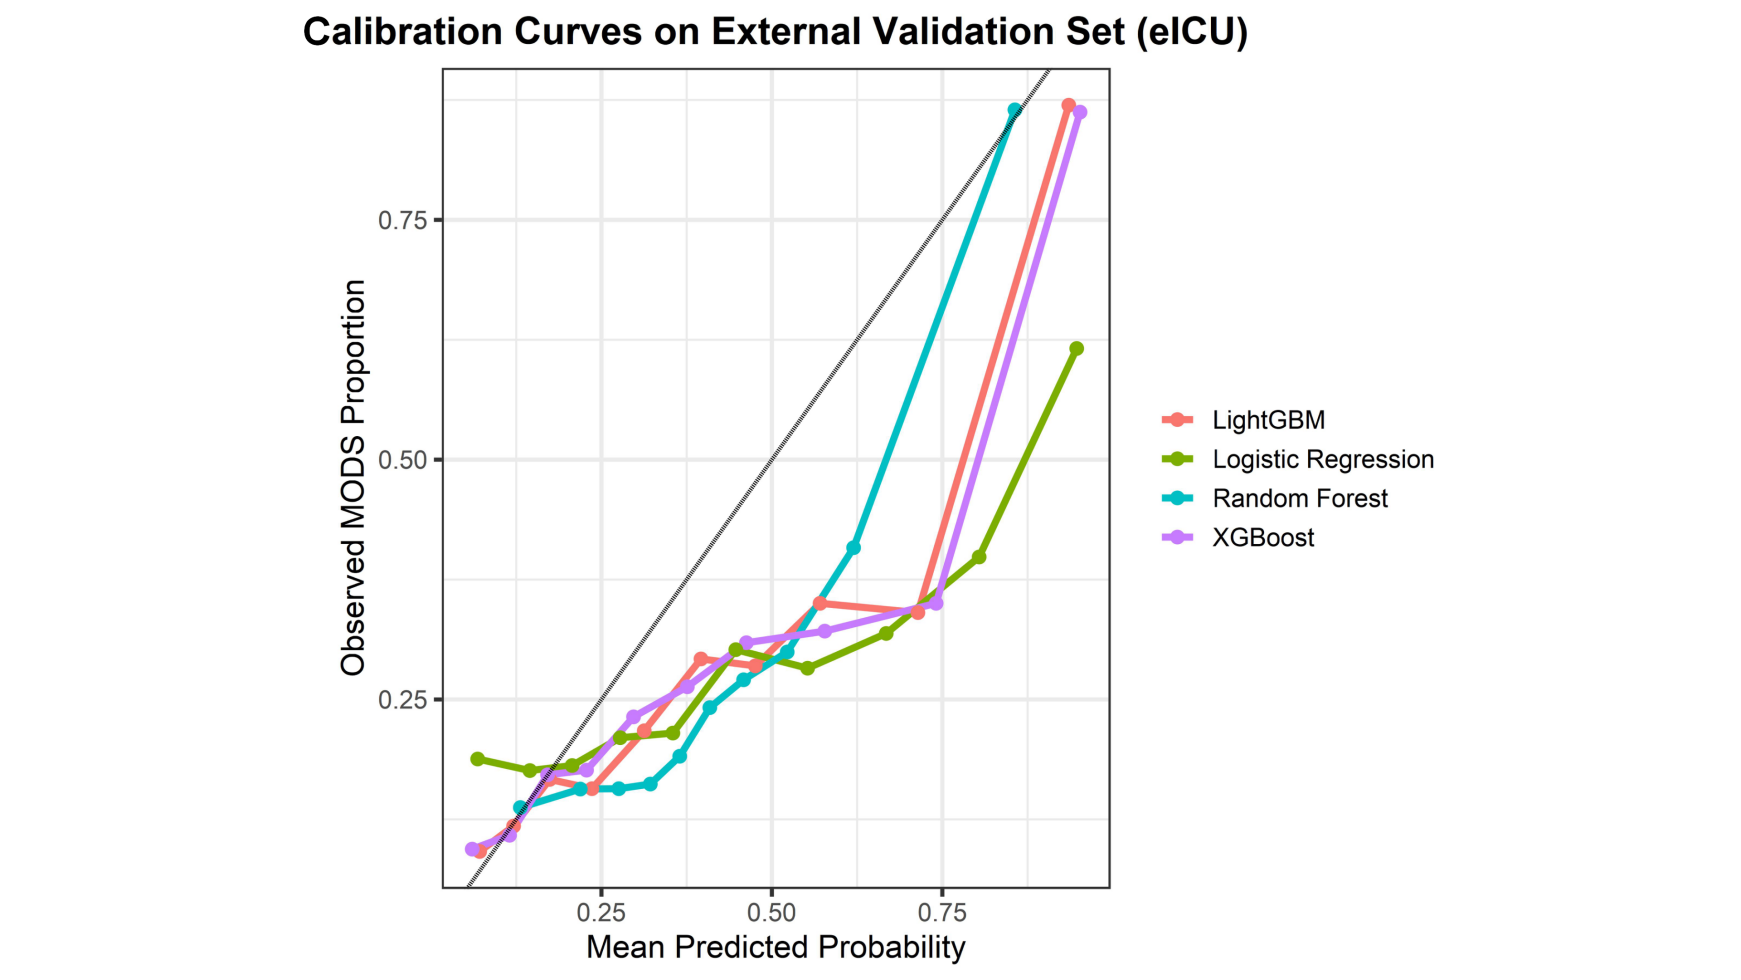 Calibration Curves on External Validation Set (eICU)
Observed MODS Proportion
0.75
0.50
0.25
0.25 0.50 0.75
Mean Predicted Probability
LightGBM
Logistic Regression
Random Forest
XGBoost